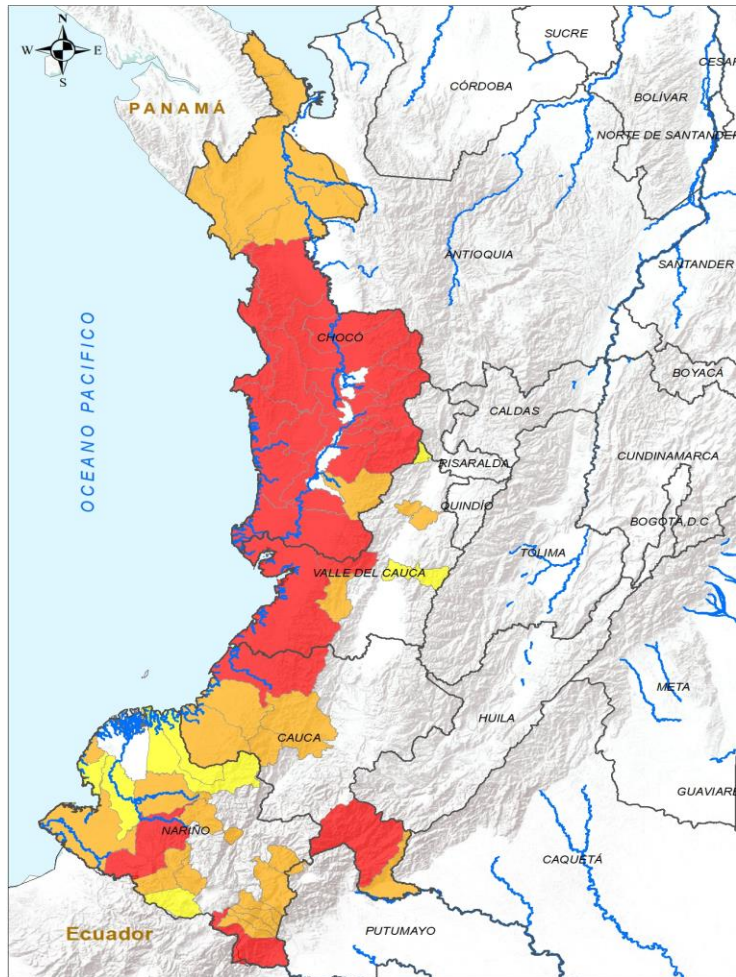 N
W E
S
PANAMÁ
SUCRE
CÓRDOBA
CESAR
BOLÍVAR
NORTE DE SANTANDER
ANTIOQUIA
SANTANDER
OCEANO PACIFICO
CHOCÓ
BOYACÁ
CALDAS
CUNDINAMARCA
RISARALDA
QUINDÍO
BOGOTÁ, D.C
TOLIMA
VALLE DEL CAUCA
META
HUILA
CAUCA
GUAVIARE
NARIÑO
CAQUETÁ
Ecuador
PUTUMAYO